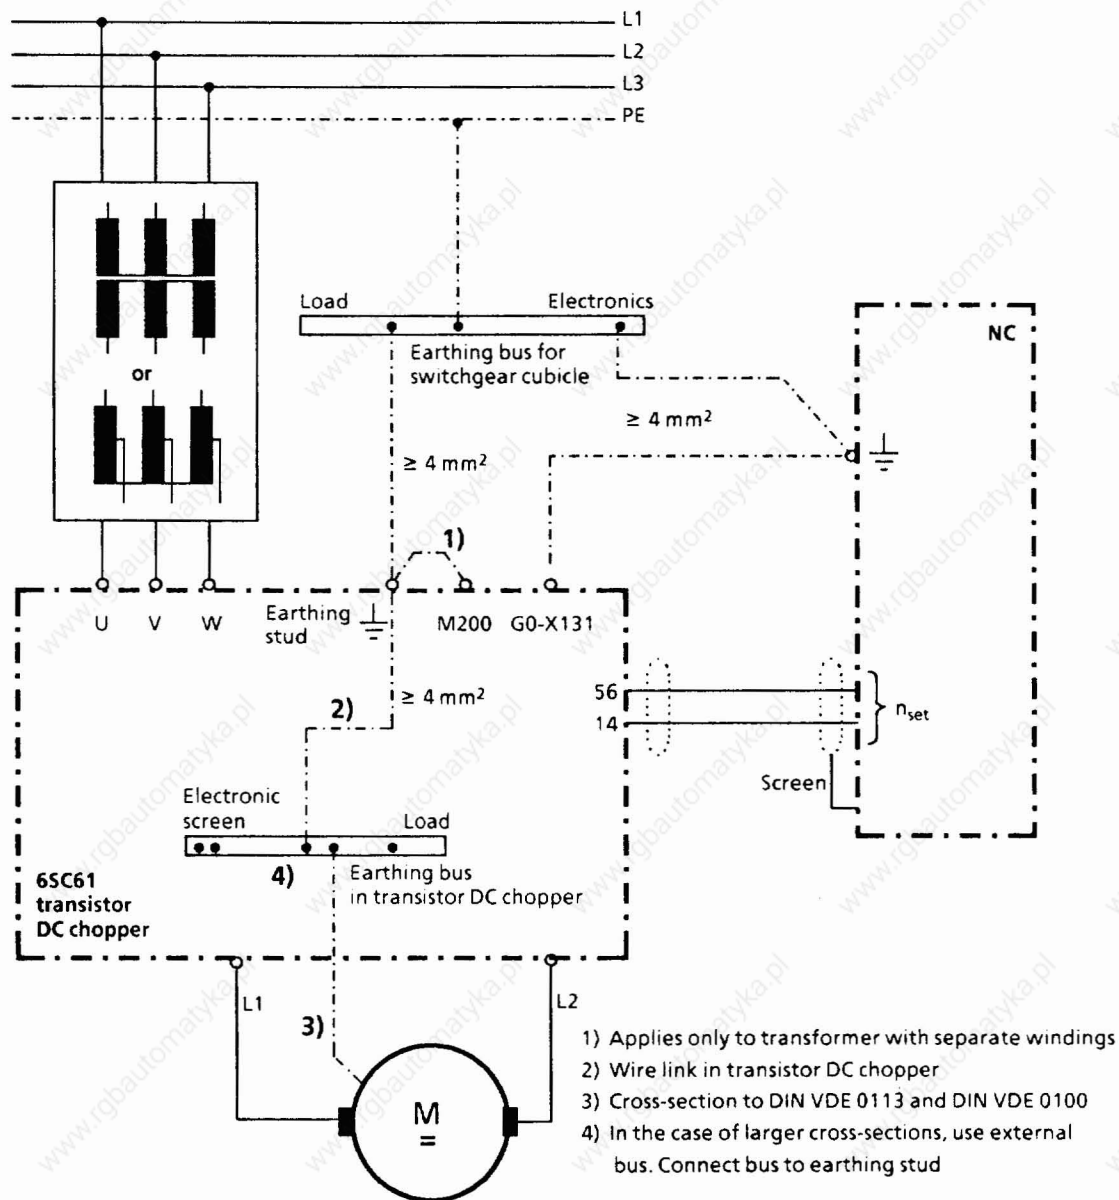 L1
L2
L3
PE
Load
Electronics
Earthing bus for
switchgear cubicle
NC
or
≥ 4 mm²
≥ 4 mm²
1)
U
V
W
Earthing
stud
M200
G0-X131
≥ 4 mm²
2)
56
14
n_set
Screen
Electronic
screen
Load
4)
Earthing bus
in transistor DC chopper
6SC61
transistor
DC chopper
L1
L2
3)
M
=
1) Applies only to transformer with separate windings
2) Wire link in transistor DC chopper
3) Cross-section to DIN VDE 0113 and DIN VDE 0100
4) In the case of larger cross-sections, use external
bus. Connect bus to earthing stud
www.rgbautomatyka.pl